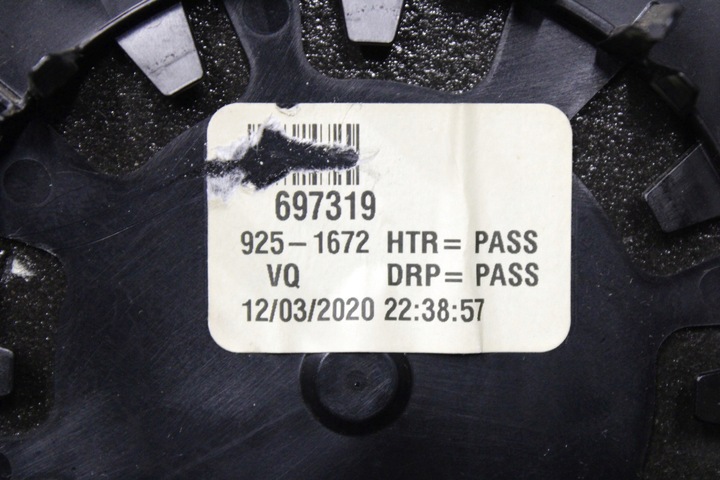 697319
925-1672 HTR= PASS
VQ DRP= PASS
12/03/2020 22:38:57